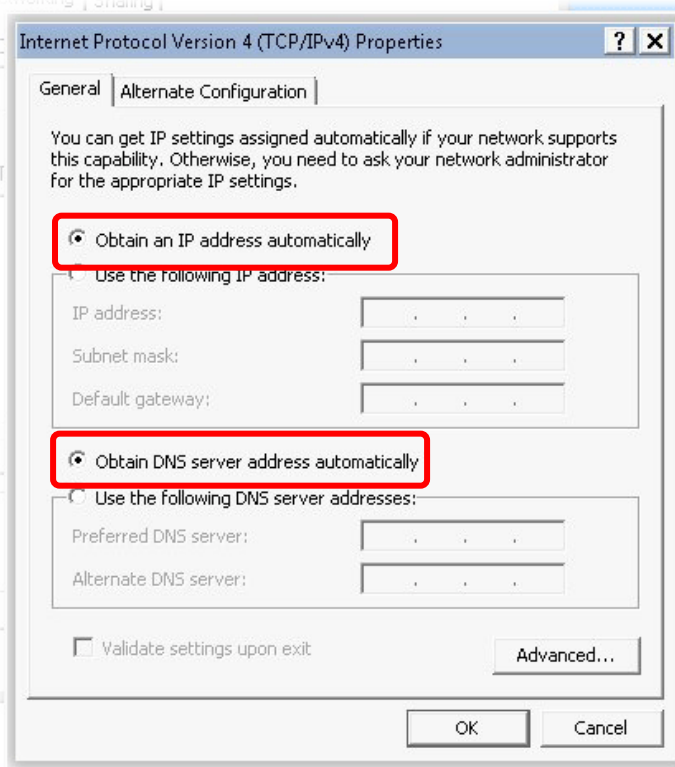 Sharing
Internet Protocol Version 4 (TCP/IPv4) Properties
General
Alternate Configuration
You can get IP settings assigned automatically if your network supports
this capability. Otherwise, you need to ask your network administrator
for the appropriate IP settings.
Obtain an IP address automatically
Use the following IP address:
IP address:
Subnet mask:
Default gateway:
Obtain DNS server address automatically
Use the following DNS server addresses:
Preferred DNS server:
Alternate DNS server:
Validate settings upon exit
Advanced...
OK
Cancel